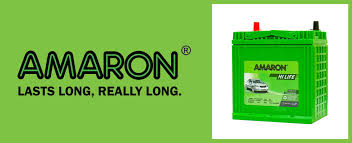 AMARON®
LASTS LONG, REALLY LONG.
AMARON
HI LIFE